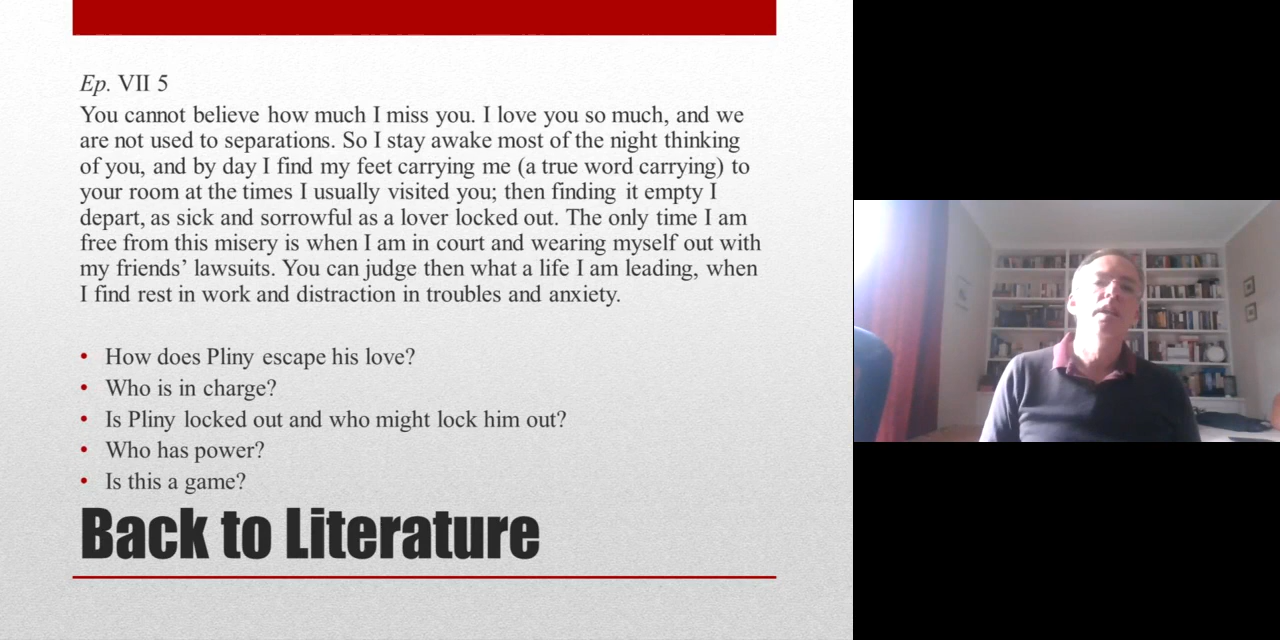 Ep. VII 5
You cannot believe how much I miss you. I love you so much, and we
are not used to separations. So I stay awake most of the night thinking
of you, and by day I find my feet carrying me (a true word carrying) to
your room at the times I usually visited you; then finding it empty I
depart, as sick and sorrowful as a lover locked out. The only time I am
free from this misery is when I am in court and wearing myself out with
my friends’ lawsuits. You can judge then what a life I am leading, when
I find rest in work and distraction in troubles and anxiety.
• How does Pliny escape his love?
• Who is in charge?
• Is Pliny locked out and who might lock him out?
• Who has power?
• Is this a game?
Back to Literature